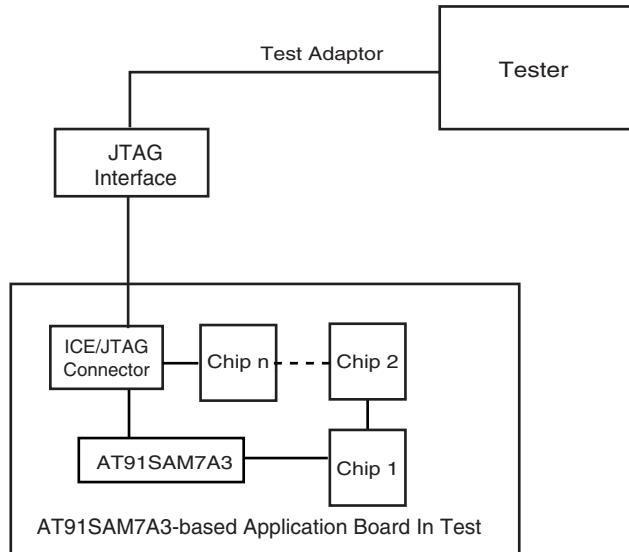 Test Adaptor
Tester
JTAG
Interface
ICE/JTAG
Connector
Chip n
Chip 2
AT91SAM7A3
Chip 1
AT91SAM7A3-based Application Board In Test